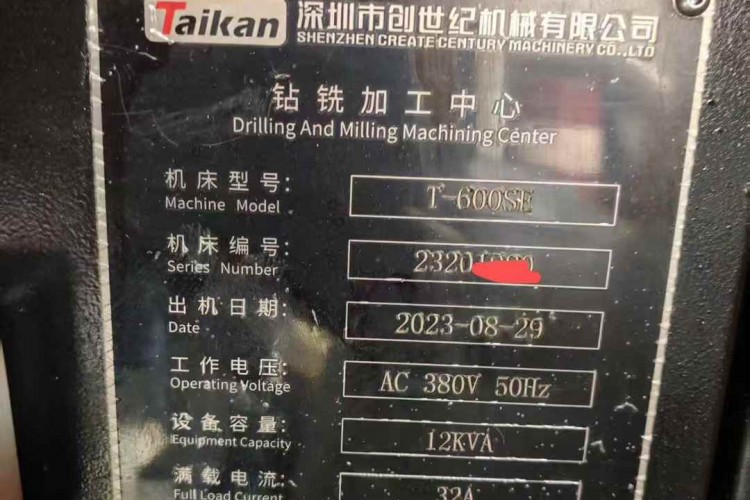 Taikan 深圳市创世纪机械有限公司
SHENZHEN CREATE CENTURY MACHINERY CO.,LTD
钻铣加工中心
Drilling And Milling Machining Center
机床型号: T-600SE
Machine Model
机床编号: 2320
Series Number
出机日期: 2023-08-29
Date
工作电压: AC 380V 50Hz
Operating Voltage
设备容量: 12KVA
Equipment Capacity
满载电流: 32A
Full Load Current